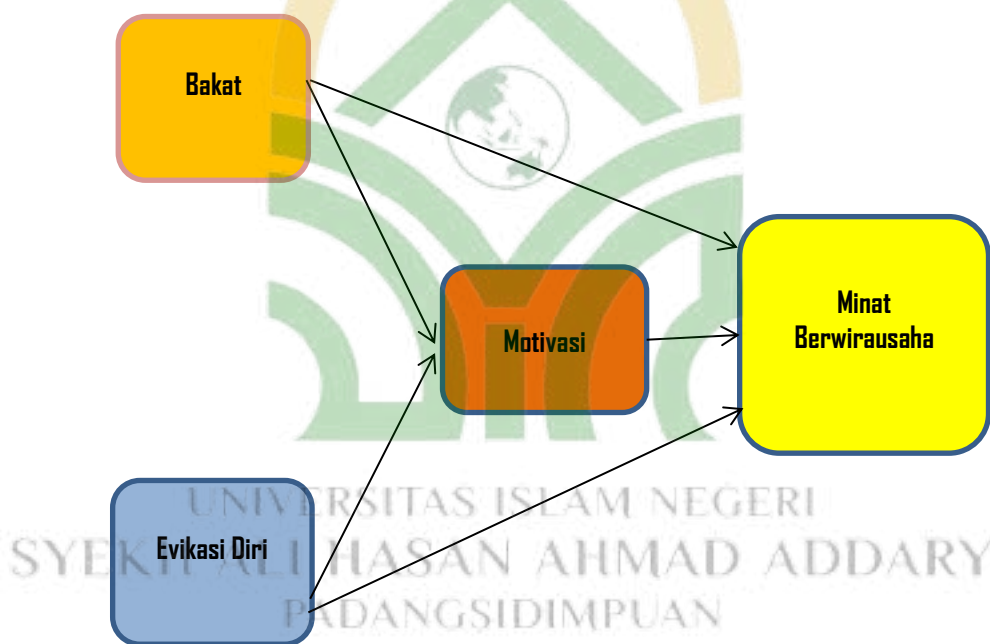 Bakat
Motivasi
Minat
Berwirausaha
Evikasi Diri
UNIVERSITAS ISLAM NEGERI
SYEKH ALI HASAN AHMAD ADDARY
PADANGSIDIMPUAN